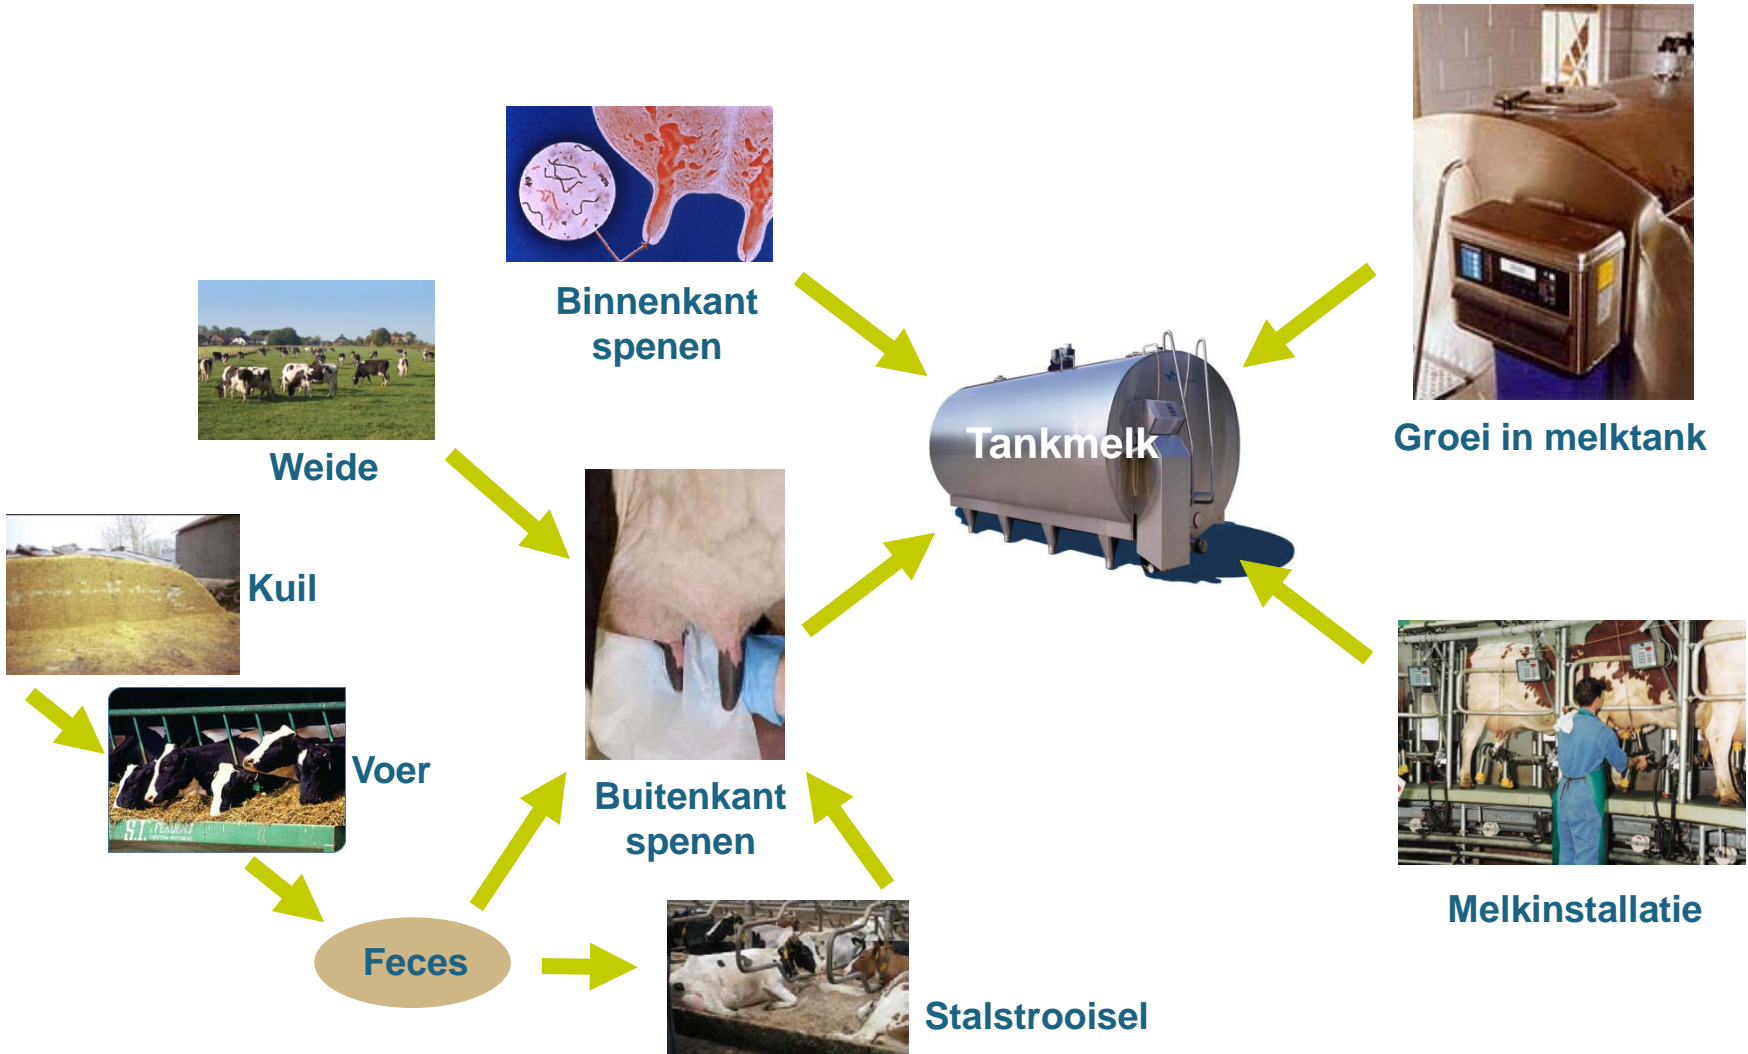 Binnenkant
spenen
Weide
Tankmelk
Groei in melktank
Kuil
Voer
S.I.
Buitenkant
spenen
Feces
Melkinstallatie
Stalstrooisel